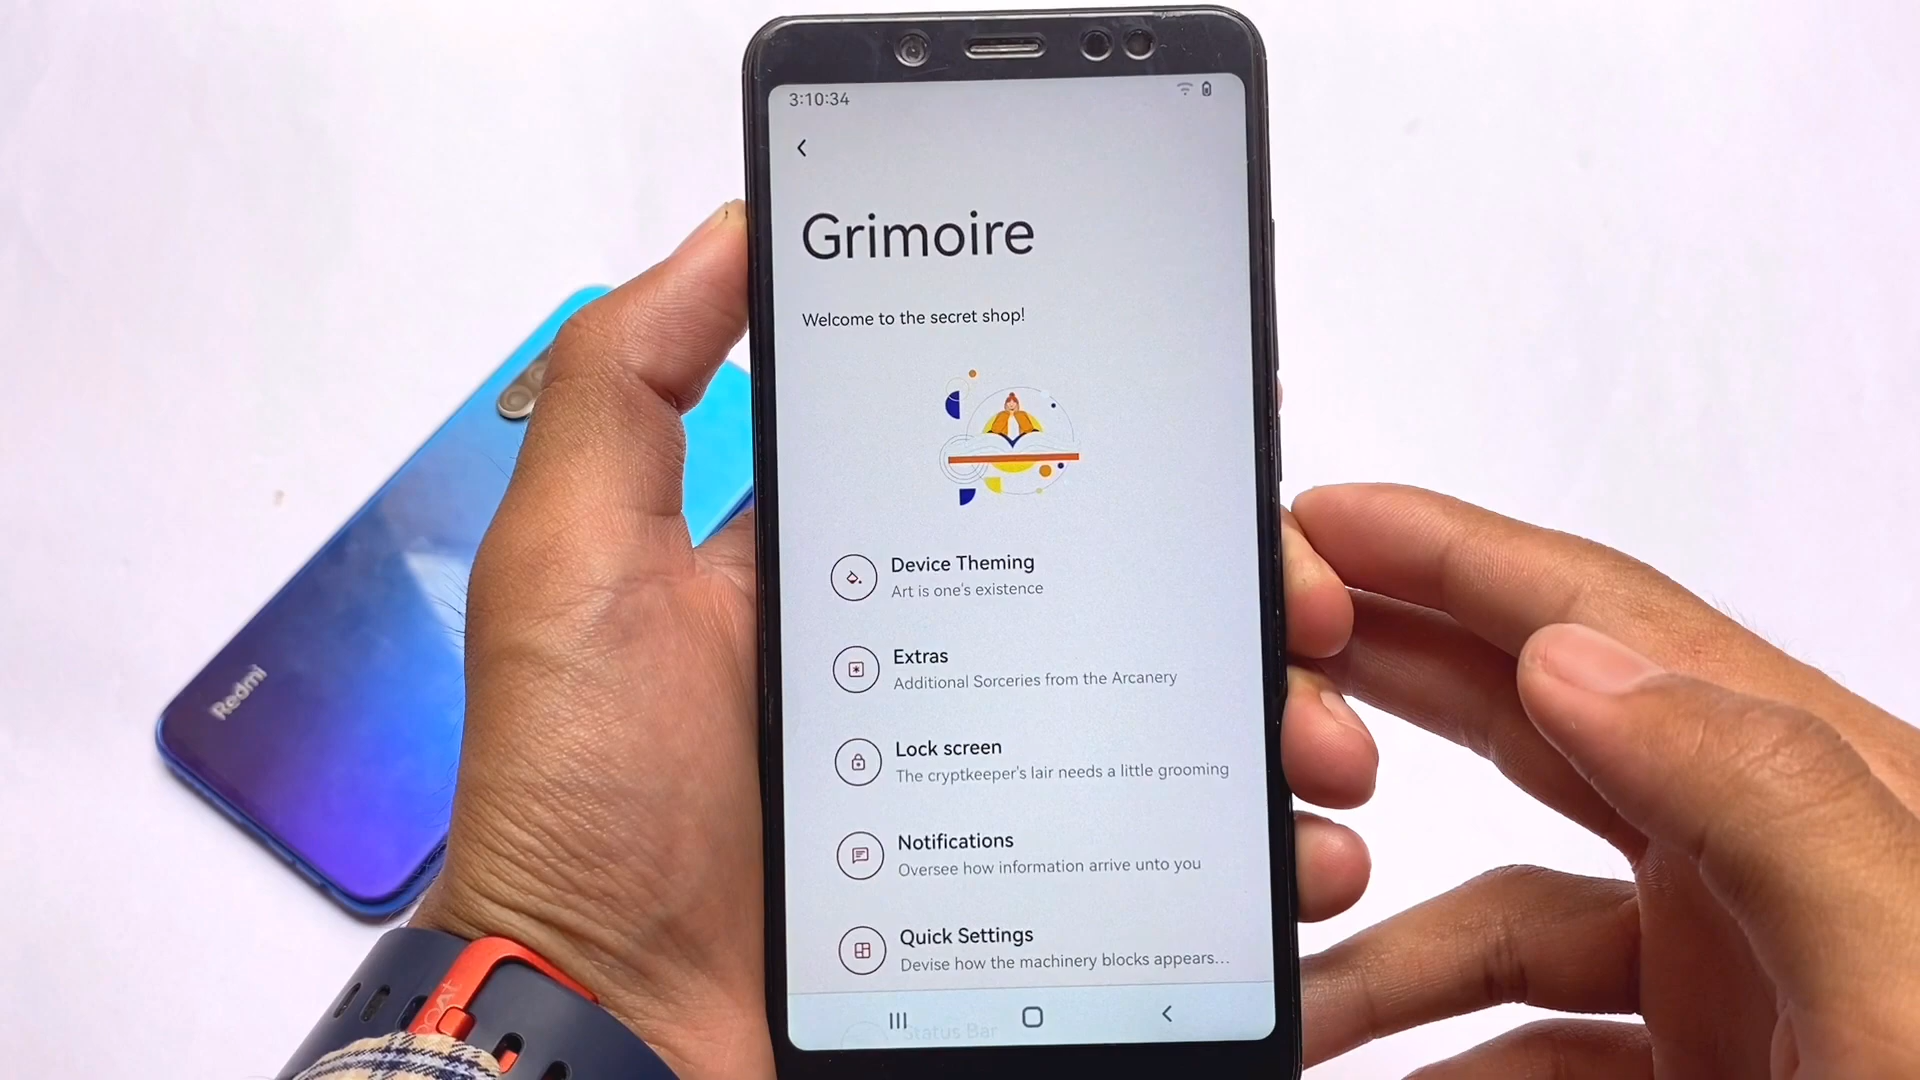 3:10:34
Grimoire
Welcome to the secret shop!
Device Theming
Art is one's existence
Extras
Additional Sorceries from the Arcanery
Lock screen
The cryptkeeper's lair needs a little grooming
Notifications
Oversee how information arrive unto you
Quick Settings
Devise how the machinery blocks appears...
Status Bar
Redmi